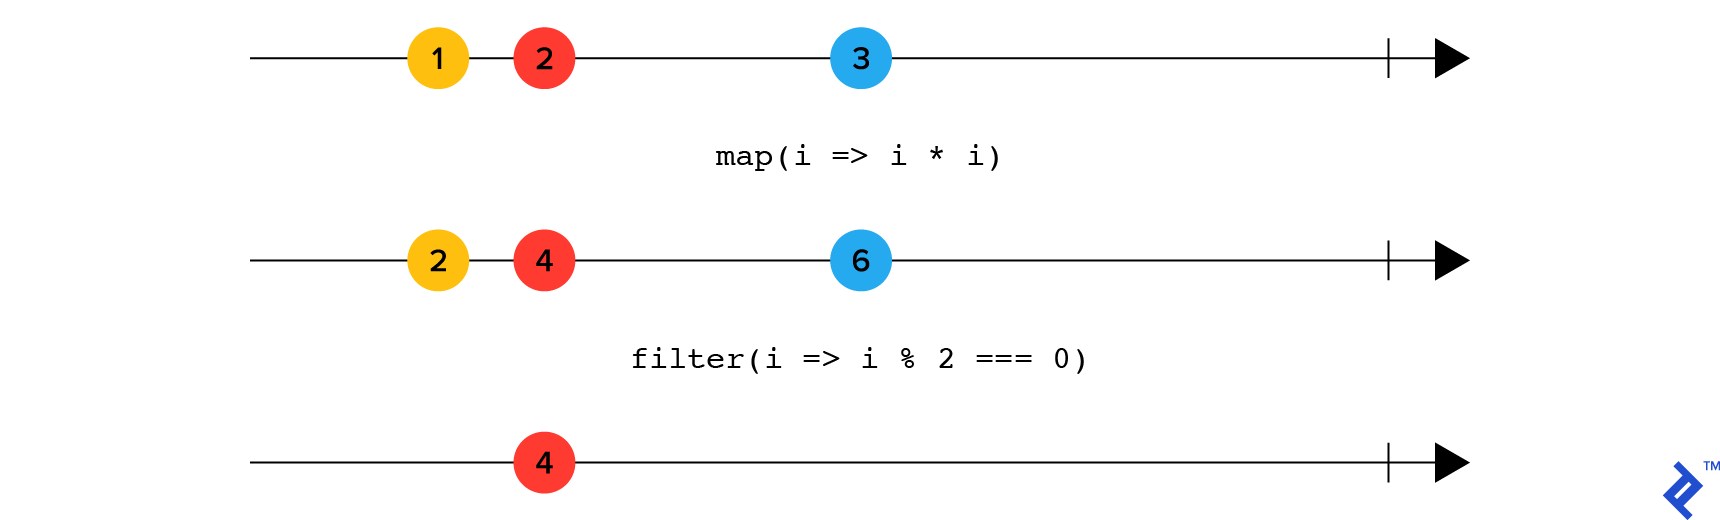 1 2 3
map(i => i * i)
2 4 6
filter(i => i % 2 === 0)
4
TM